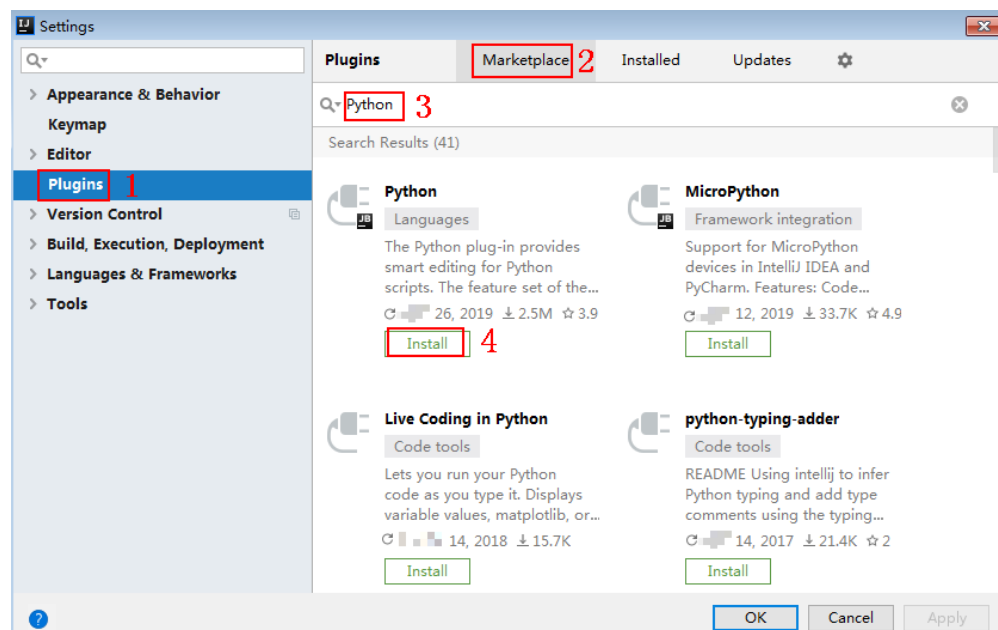 Settings
Appearance & Behavior
Keymap
Editor
Plugins 1
Version Control
Build, Execution, Deployment
Languages & Frameworks
Tools
Plugins Marketplace 2 Installed Updates
Python 3
Search Results (41)
Python
Languages
The Python plug-in provides
smart editing for Python
scripts. The feature set of the...
26, 2019 2.5M 3.9
Install 4
MicroPython
Framework integration
Support for MicroPython
devices in IntelliJ IDEA and
PyCharm. Features: Code...
12, 2019 33.7K 4.9
Install
Live Coding in Python
Code tools
Lets you run your Python
code as you type it. Displays
variable values, matplotlib, or...
14, 2018 15.7K
Install
python-typing-adder
Code tools
README Using intellij to infer
Python typing and add type
comments using the typing...
14, 2017 21.4K 2
Install
?
OK Cancel Apply